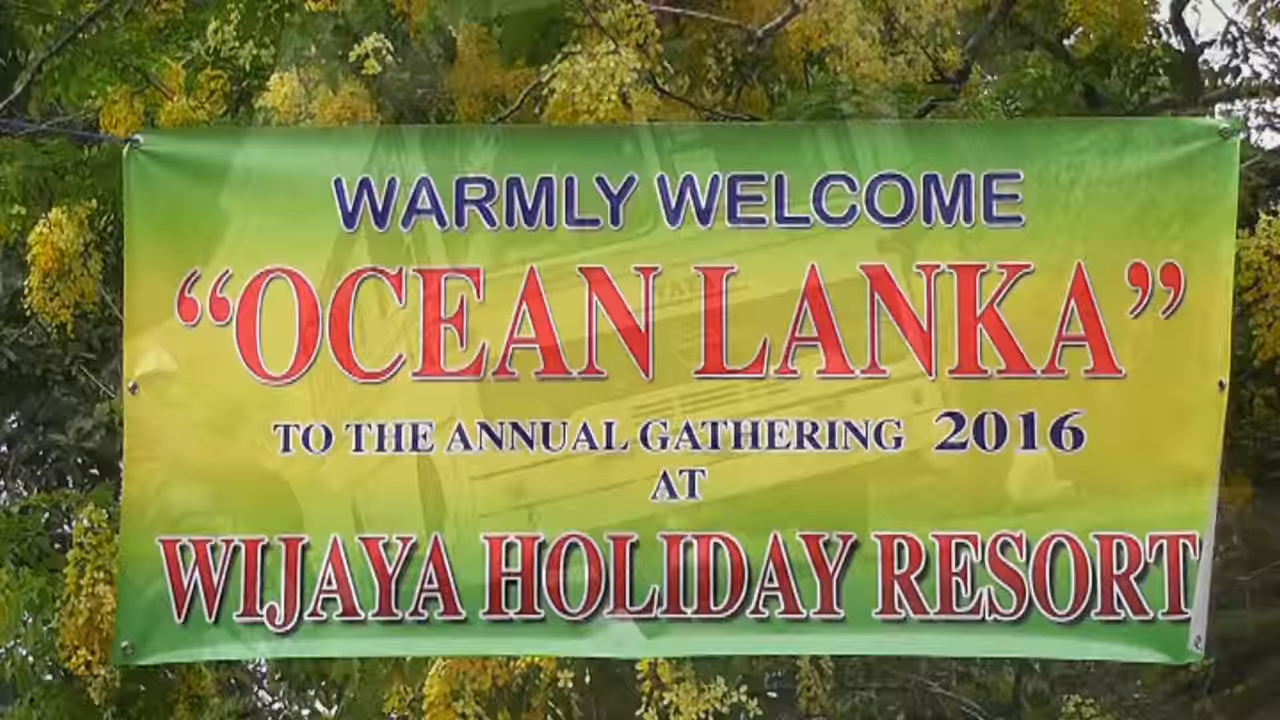 WARMLY WELCOME
“OCEAN LANKA”
TO THE ANNUAL GATHERING 2016
AT
WIJAYA HOLIDAY RESORT